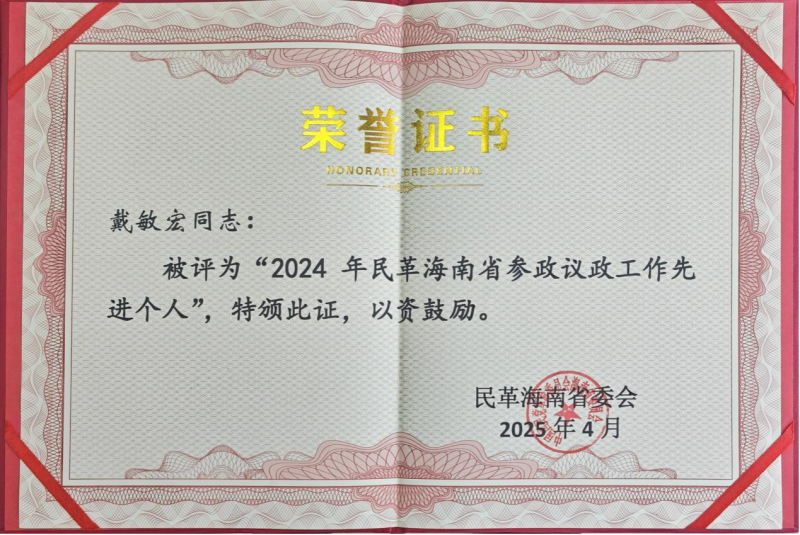 荣誉证书
HONORARY CREDENTIAL
戴敏宏同志：
被评为“2024 年民革海南省参政议政工作先
进个人”，特颁此证，以资鼓励。
民革海南省委会
2025 年 4 月